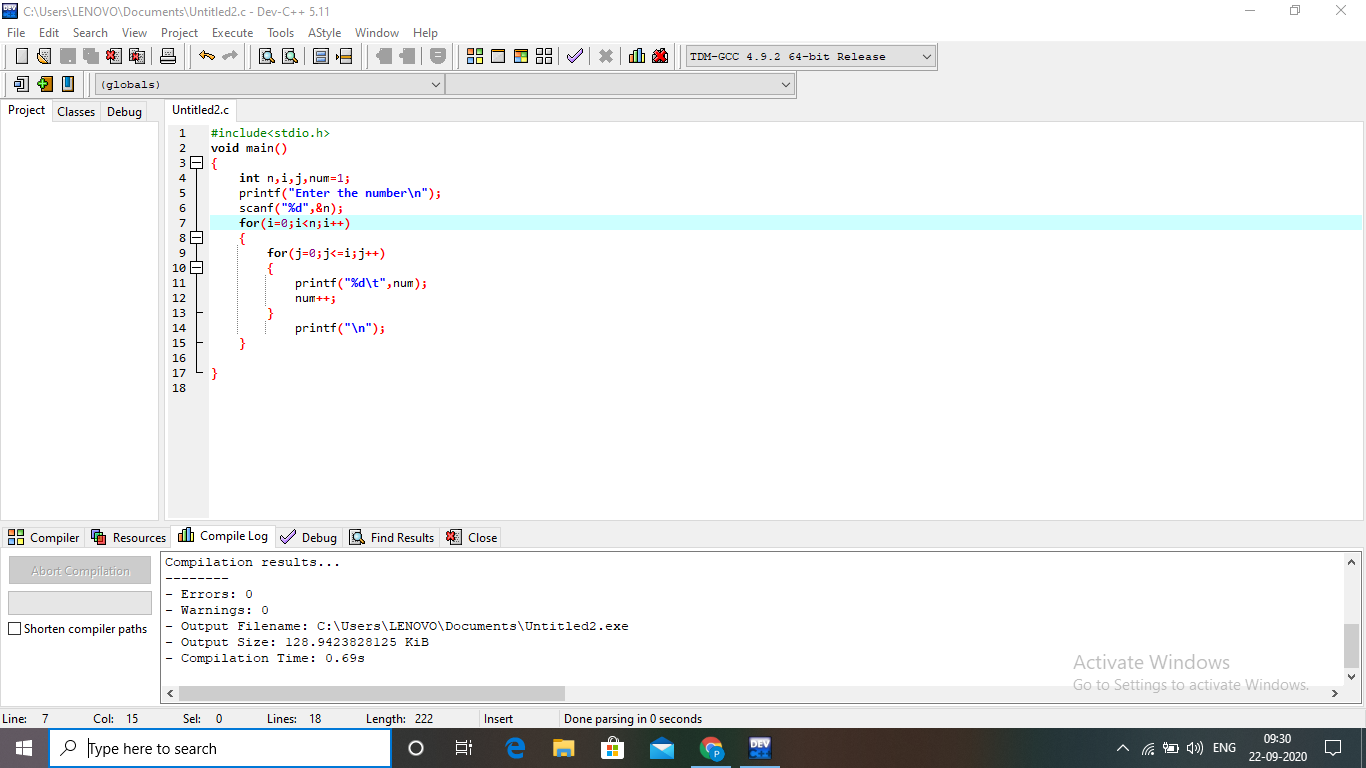 C:\Users\LENOVO\Documents\Untitled2.c - Dev-C++ 5.11
File Edit Search View Project Execute Tools AStyle Window Help
TDM-GCC 4.9.2 64-bit Release
(globals)
Project Classes Debug
Untitled2.c
1 #include<stdio.h>
2 void main()
3 {
4 int n,i,j,num=1;
5 printf("Enter the number\n");
6 scanf("%d",&n);
7 for(i=0;i<n;i++)
8 {
9 for(j=0;j<=i;j++)
10 {
11 printf("%d\t",num);
12 num++;
13 }
14 printf("\n");
15 }
16
17 }
18
Compiler Resources Compile Log Debug Find Results Close
Abort Compilation
Shorten compiler paths
Compilation results...
--------
- Errors: 0
- Warnings: 0
- Output Filename: C:\Users\LENOVO\Documents\Untitled2.exe
- Output Size: 128.9423828125 KiB
- Compilation Time: 0.69s
Activate Windows
Go to Settings to activate Windows.
Line: 7 Col: 15 Sel: 0 Lines: 18 Length: 222 Insert Done parsing in 0 seconds
Type here to search
P
DEV
ENG
09:30
22-09-2020